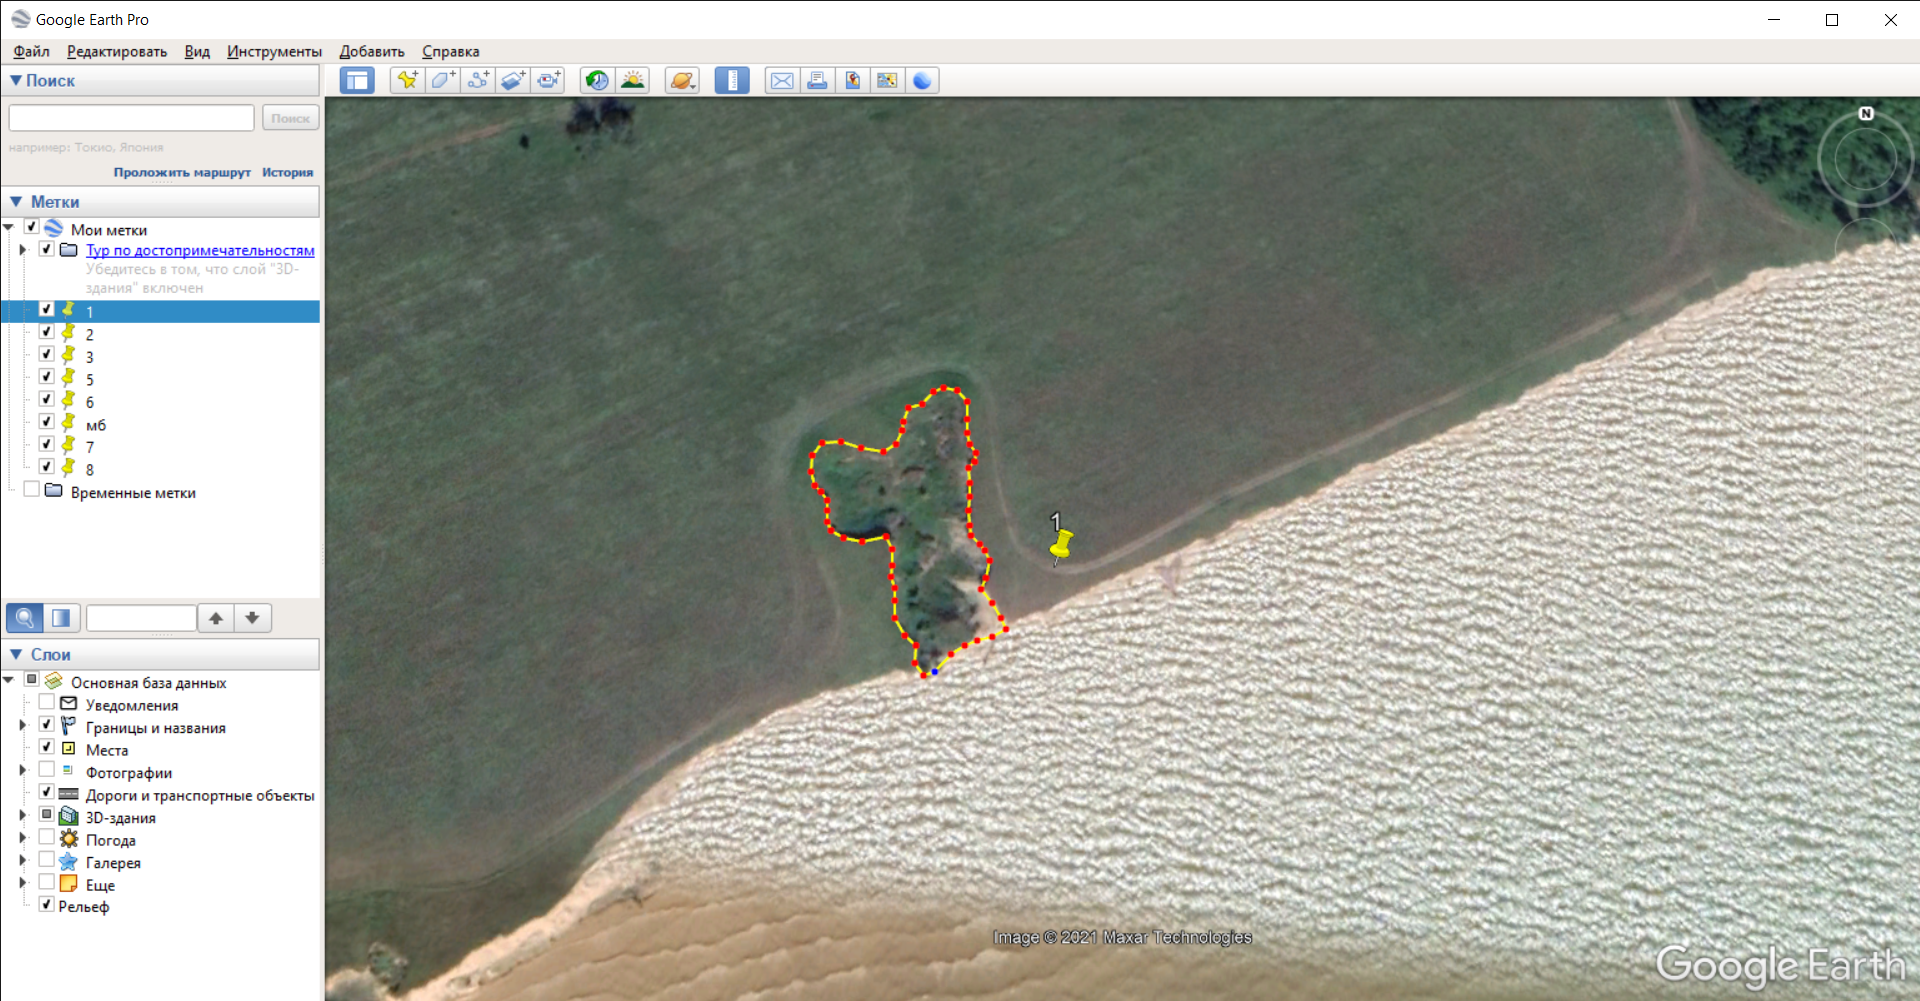 Google Earth Pro
Файл Редактировать Вид Инструменты Добавить Справка
Поиск
Поиск
например: Токио, Япония
Проложить маршрут История
Метки
Мои метки
Тур по достопримечательностям
Убедитесь в том, что слой "3D-
здания" включен
1
2
3
5
6
м6
7
8
Временные метки
Слои
Основная база данных
Уведомления
Границы и названия
Места
Фотографии
Дороги и транспортные объекты
3D-здания
Погода
Галерея
Еще
Рельеф
N
1
Image © 2021 Maxar Technologies
Google Earth